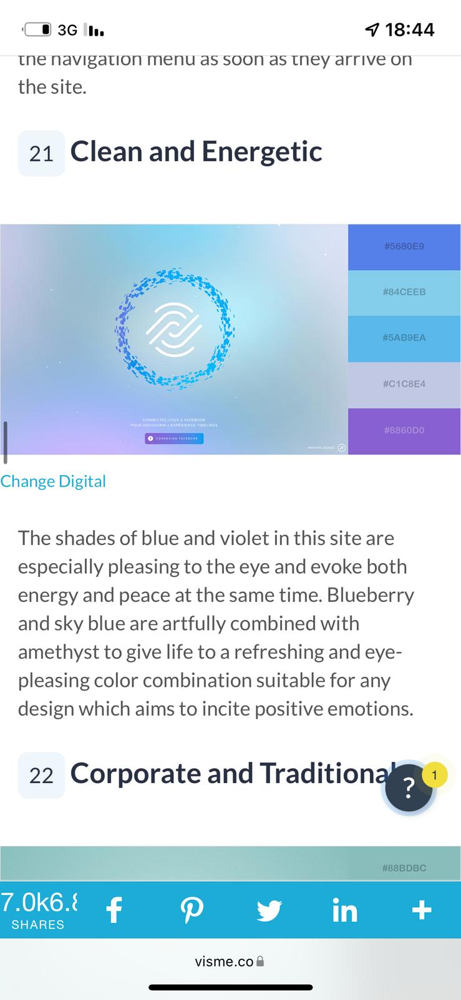 3G
18:44
the navigation menu as soon as they arrive on
the site.
21 Clean and Energetic
#5680E9
#84CEEB
#5AB9EA
#C1C8E4
#8860D0
CONNECTEZ-VOUS À FACEBOOK
POUR DÉCOUVRIR L'EXPÉRIENCE TIMELIKES
f CONNEXION FACEBOOK
MENTIONS LÉGALES
Change Digital
The shades of blue and violet in this site are
especially pleasing to the eye and evoke both
energy and peace at the same time. Blueberry
and sky blue are artfully combined with
amethyst to give life to a refreshing and eye-
pleasing color combination suitable for any
design which aims to incite positive emotions.
22 Corporate and Traditional
? 1
#88BDBC
7.0k6.8
SHARES
visme.co